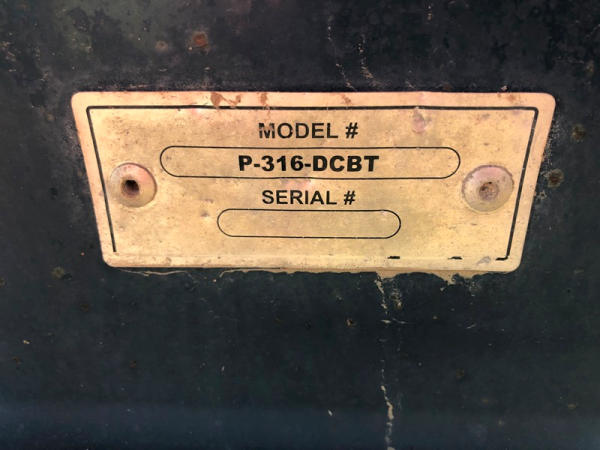 MODEL #
P-316-DCBT
SERIAL #